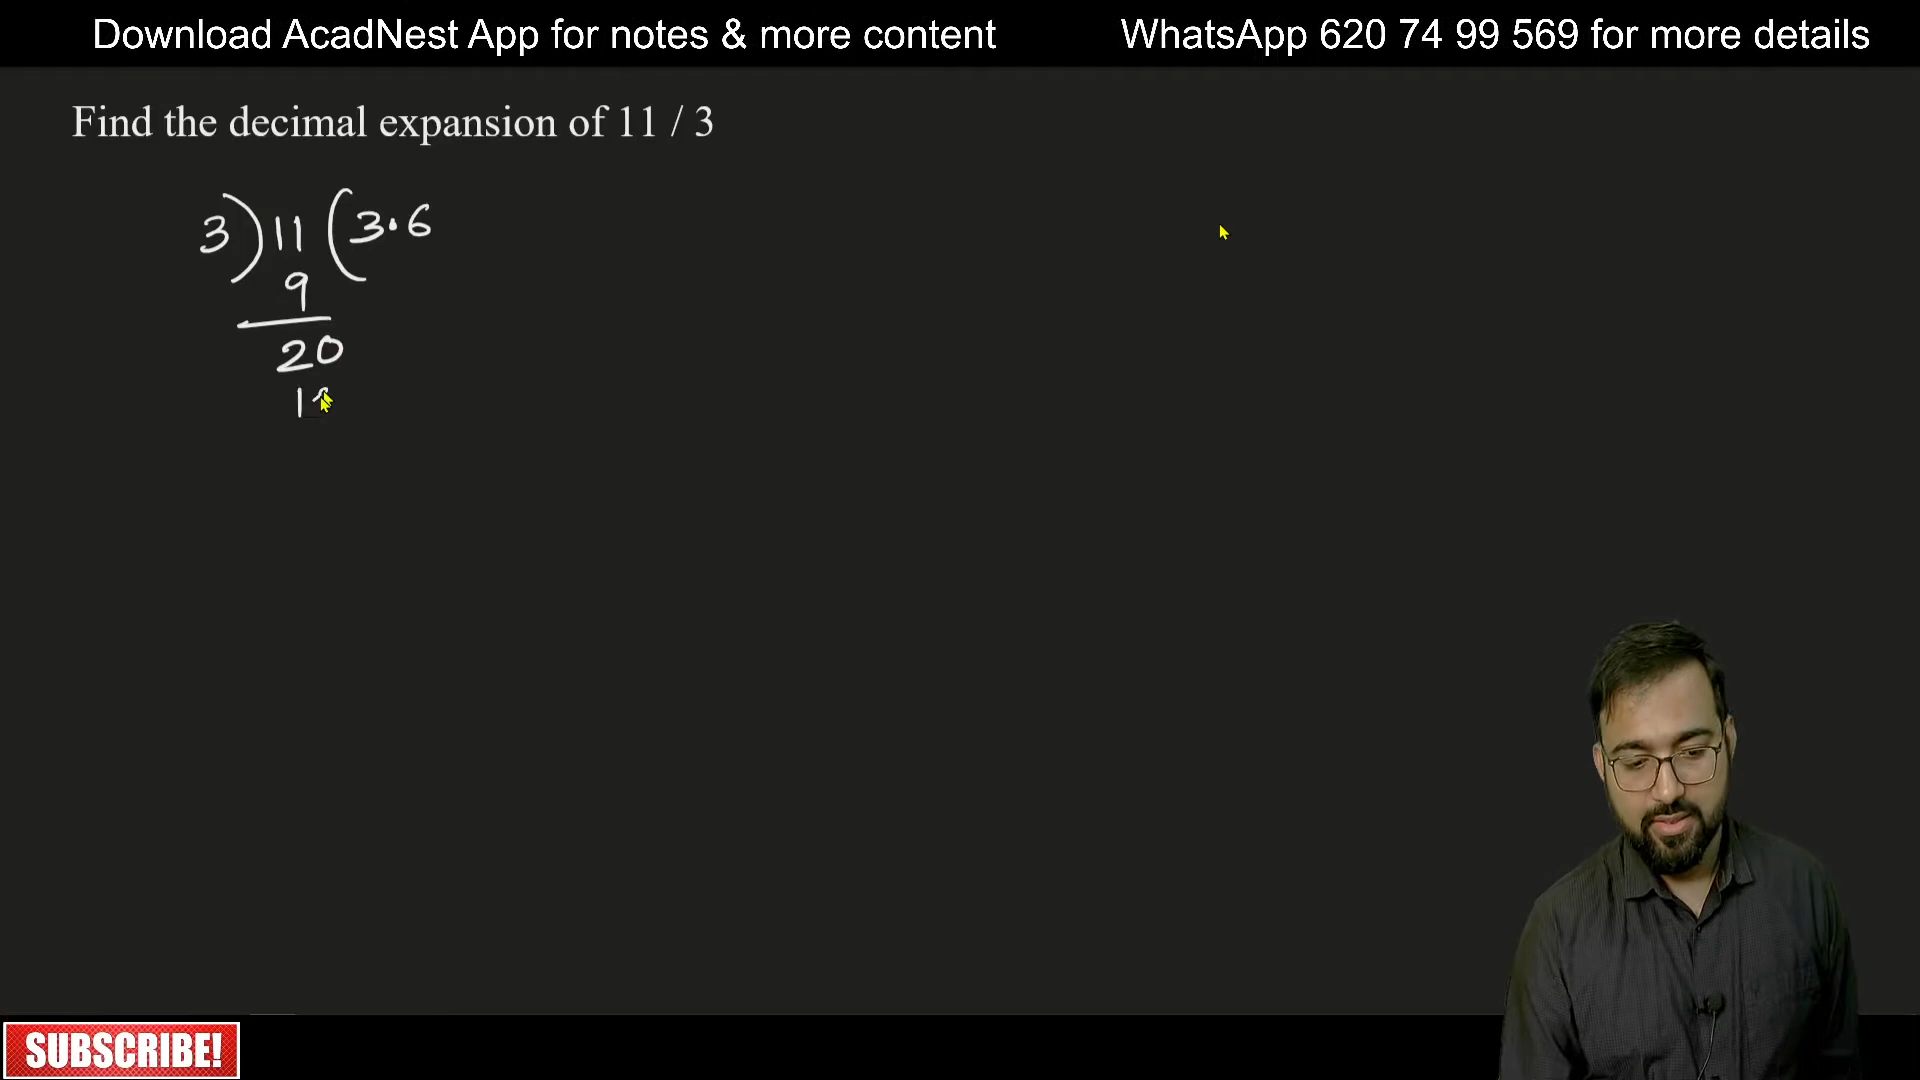 Download AcadNest App for notes & more content
WhatsApp 620 74 99 569 for more details
Find the decimal expansion of 11 / 3
3)11(3.6
9
20
1
SUBSCRIBE!